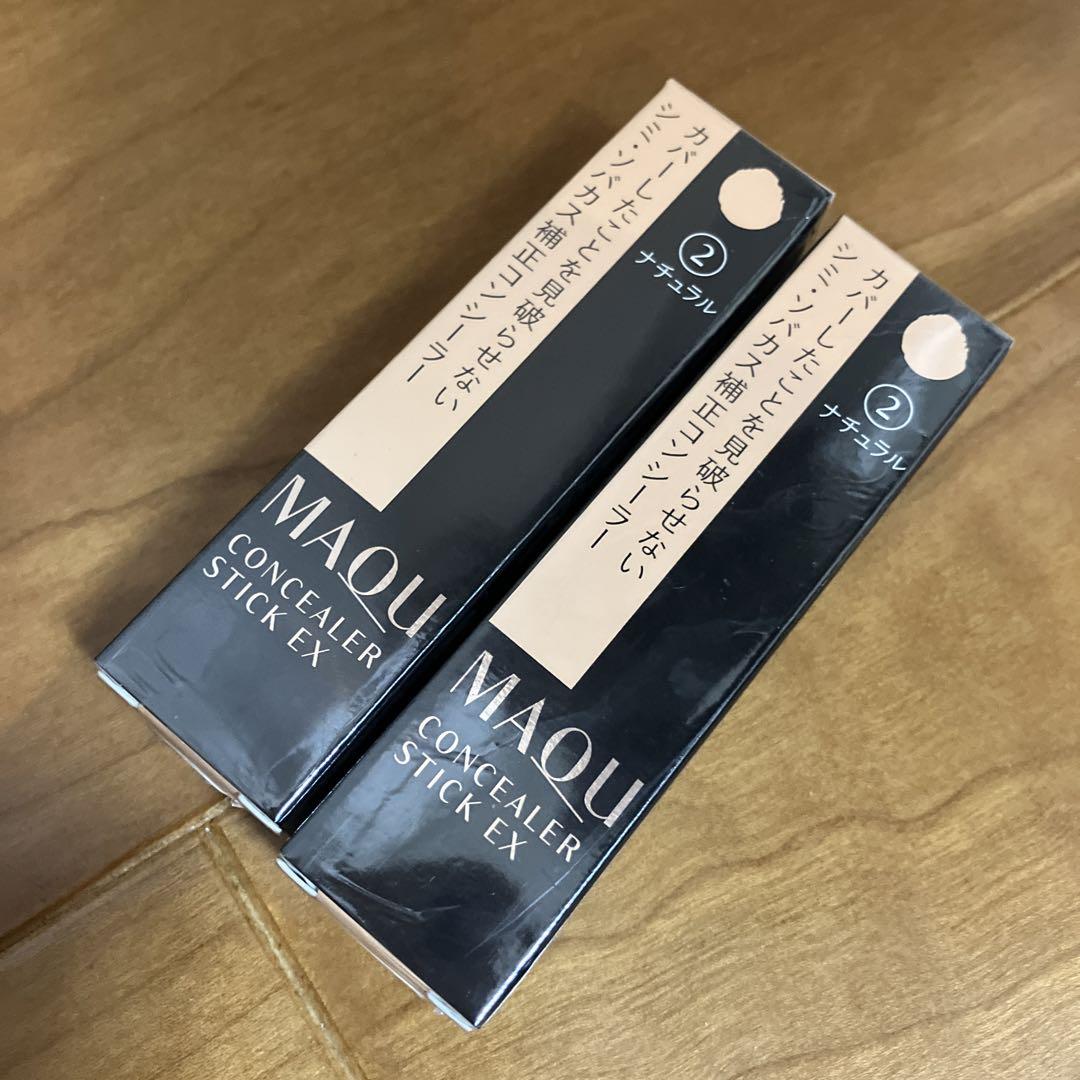 カバーしたことを見破らせない
シミ・ソバカス補正コンシーラー
②
ナチュラル
MAQU
CONCEALER
STICK EX
カバーしたことを見破らせない
シミ・ソバカス補正コンシーラー
②
ナチュラル
MAQU
CONCEALER
STICK EX